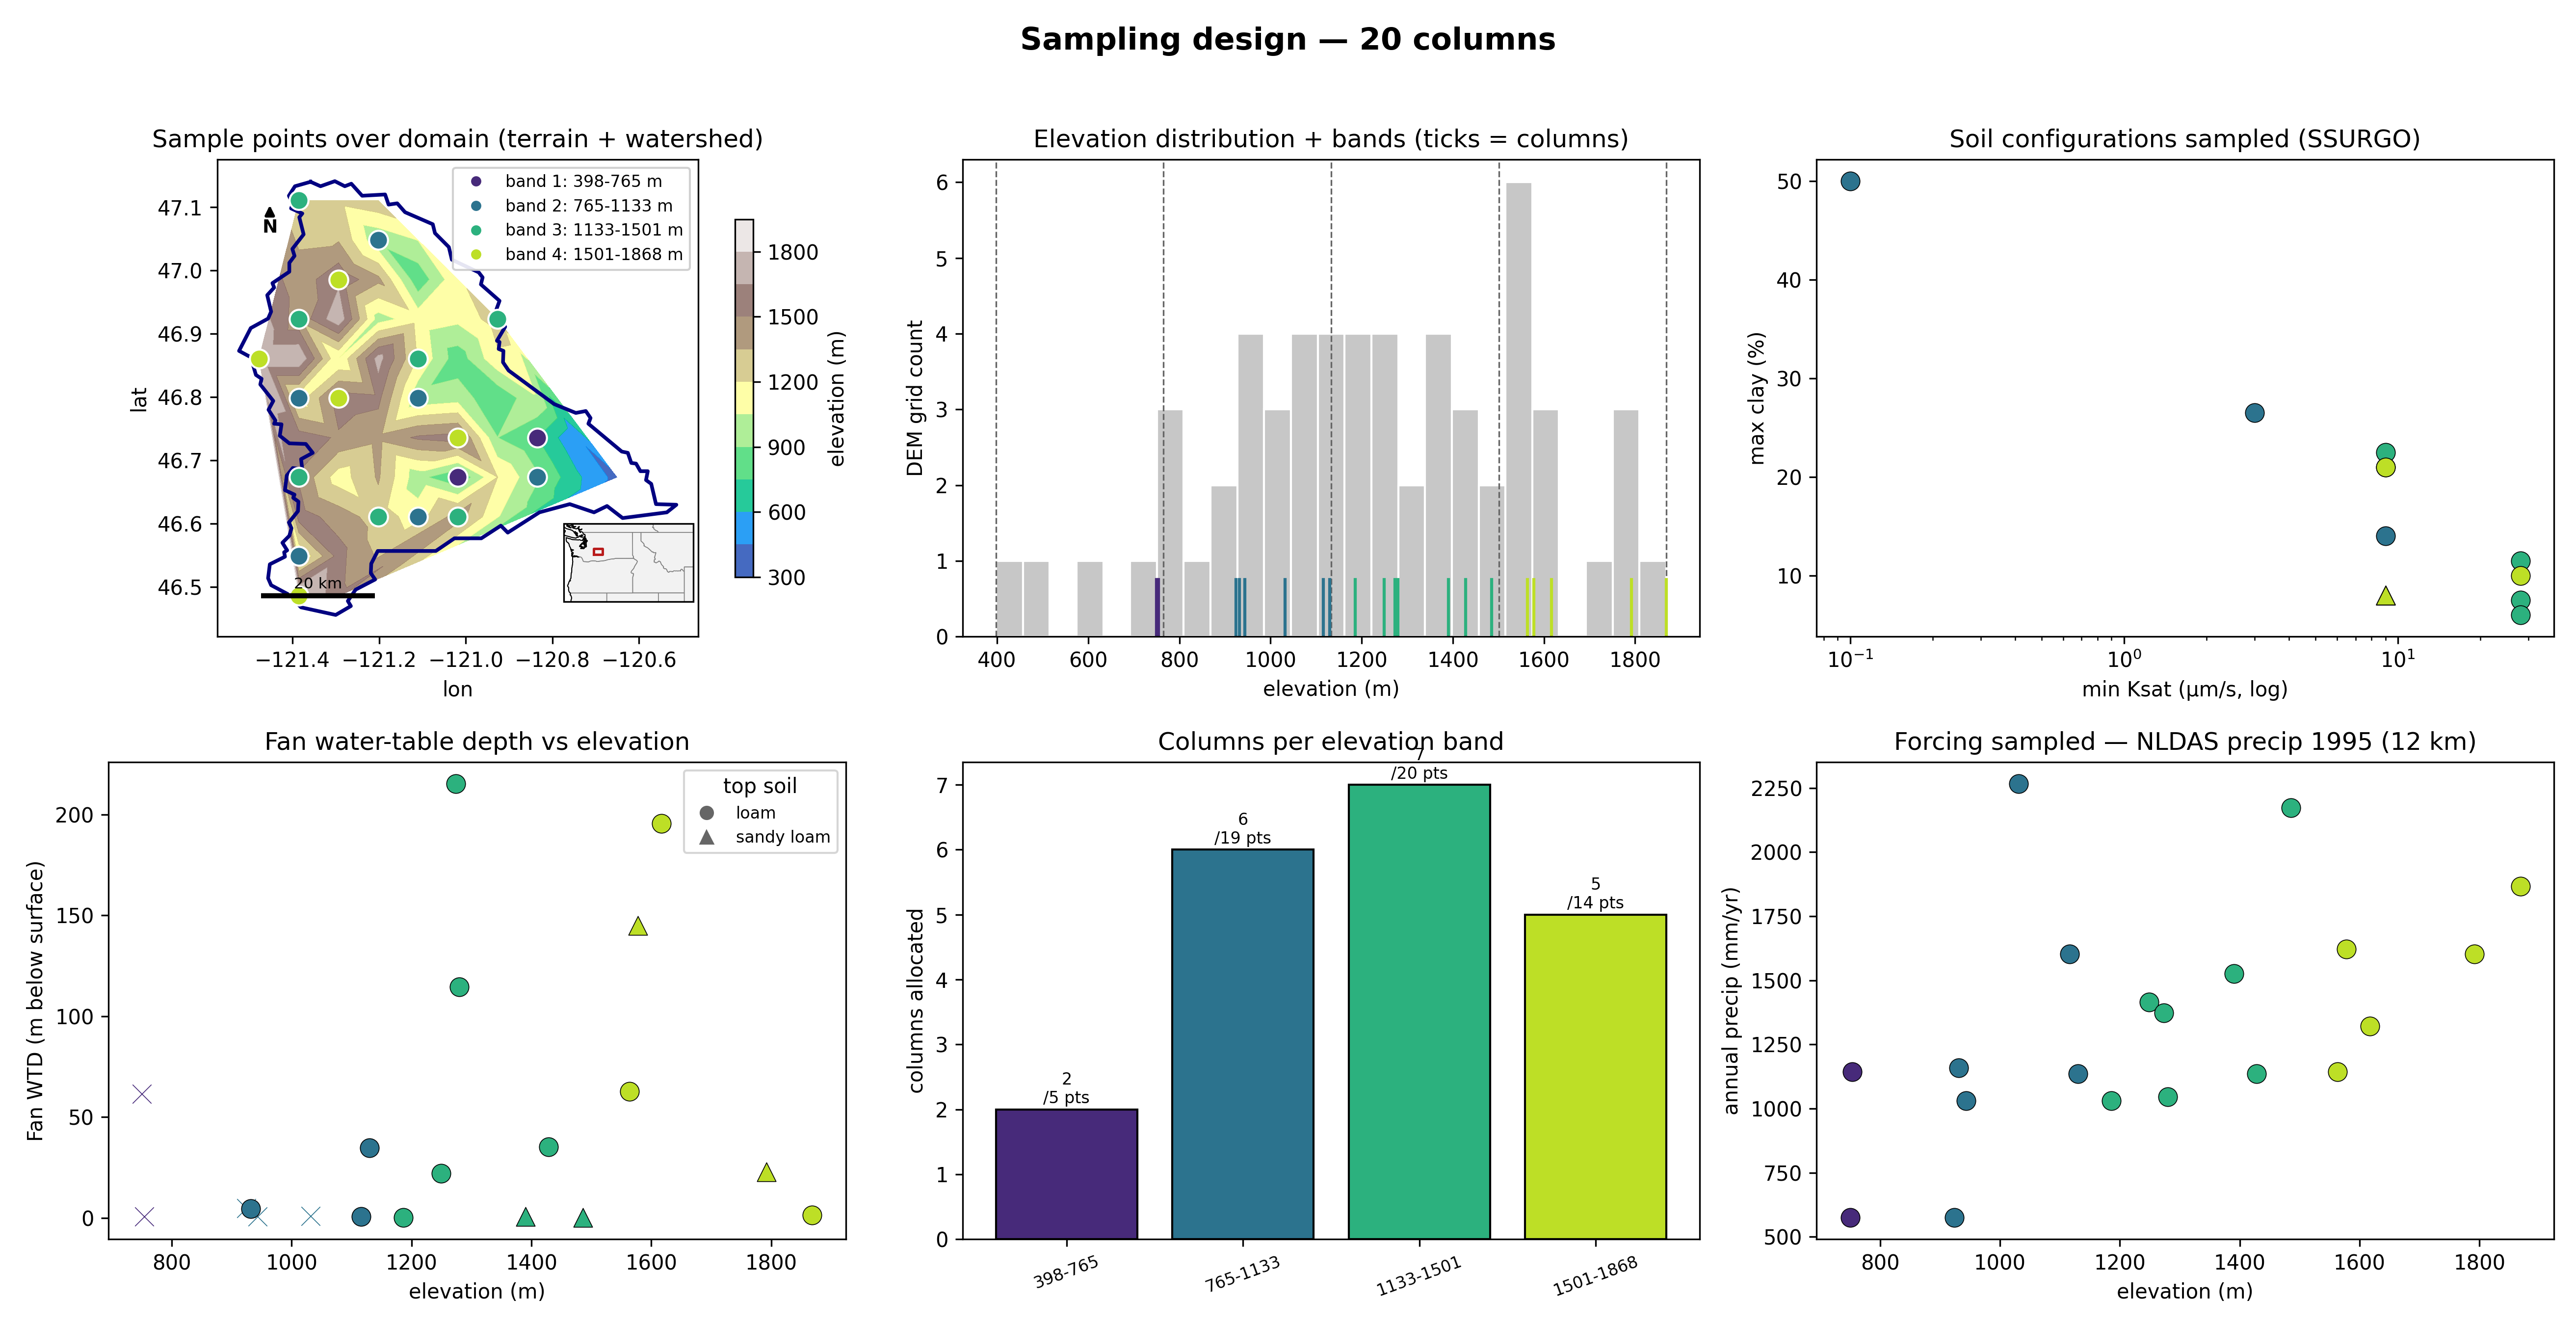 Sampling design — 20 columns
Sample points over domain (terrain + watershed)
band 1: 398-765 m
band 2: 765-1133 m
band 3: 1133-1501 m
band 4: 1501-1868 m
N
20 km
47.1
47.0
46.9
46.8
46.7
46.6
46.5
lat
−121.4 −121.2 −121.0 −120.8 −120.6
lon
1800
1500
1200
900
600
300
elevation (m)
Elevation distribution + bands (ticks = columns)
6
5
4
3
2
1
0
DEM grid count
400 600 800 1000 1200 1400 1600 1800
elevation (m)
Soil configurations sampled (SSURGO)
50
40
30
20
10
max clay (%)
10⁻¹ 10⁰ 10¹
min Ksat (µm/s, log)
Fan water-table depth vs elevation
top soil
loam
sandy loam
200
150
100
50
0
Fan WTD (m below surface)
800 1000 1200 1400 1600 1800
elevation (m)
Columns per elevation band
7
6
5
4
3
2
1
0
columns allocated
2
/5 pts
6
/19 pts
7
/20 pts
5
/14 pts
398-765 765-1133 1133-1501 1501-1868
Forcing sampled — NLDAS precip 1995 (12 km)
2250
2000
1750
1500
1250
1000
750
500
annual precip (mm/yr)
800 1000 1200 1400 1600 1800
elevation (m)